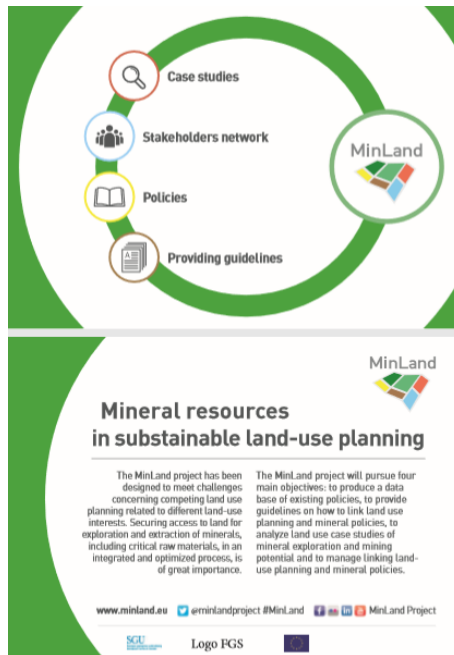 Case studies
Stakeholders network
MinLand
Policies
Providing guidelines
MinLand
Mineral resources
in substainable land-use planning
The MinLand project has been
designed to meet challenges
concerning competing land use
planning related to different land-use
interests. Securing access to land for
exploration and extraction of minerals,
including critical raw materials, in an
integrated and optimized process, is
of great importance.
The MinLand project will pursue four
main objectives: to produce a data
base of existing policies, to provide
guidelines on how to link land use
planning and mineral policies, to
analyze land use case studies of
mineral exploration and mining
potential and to manage linking land-
use planning and mineral policies.
www.minland.eu @minlandproject #MinLand MinLand Project
SGU
Logo FGS